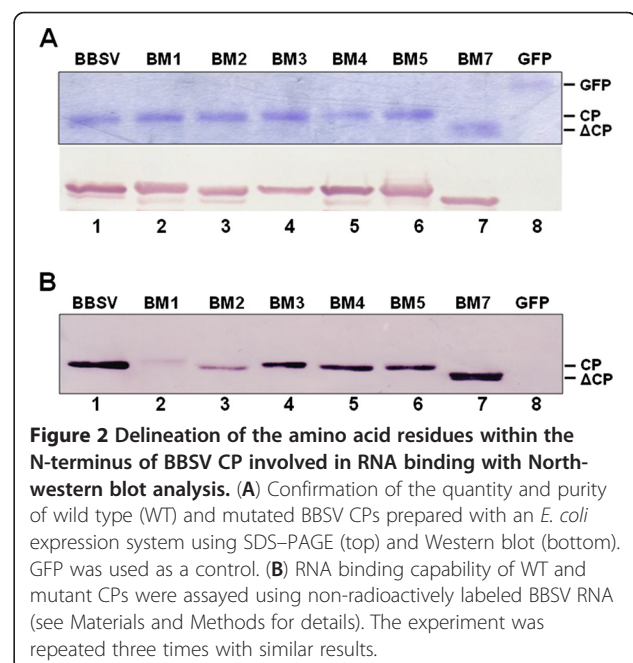 A
BBSV BM1 BM2 BM3 BM4 BM5 BM7 GFP
GFP
CP
ΔCP
1 2 3 4 5 6 7 8
B
BBSV BM1 BM2 BM3 BM4 BM5 BM7 GFP
CP
ΔCP
1 2 3 4 5 6 7 8
Figure 2 Delineation of the amino acid residues within the
N-terminus of BBSV CP involved in RNA binding with North-
western blot analysis. (A) Confirmation of the quantity and purity
of wild type (WT) and mutated BBSV CPs prepared with an E. coli
expression system using SDS–PAGE (top) and Western blot (bottom).
GFP was used as a control. (B) RNA binding capability of WT and
mutant CPs were assayed using non-radioactively labeled BBSV RNA
(see Materials and Methods for details). The experiment was
repeated three times with similar results.